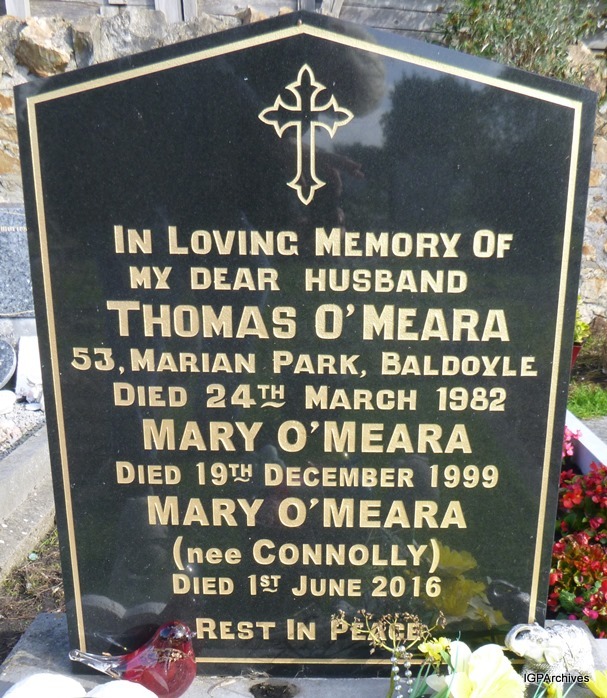 In Loving Memory Of
my dear husband
Thomas O'Meara
53, Marian Park, Baldoyle
Died 24th March 1982
Mary O'Meara
Died 19th December 1999
Mary O'Meara
(nee Connolly)
Died 1st June 2016
Rest In Peace
IGPArchives